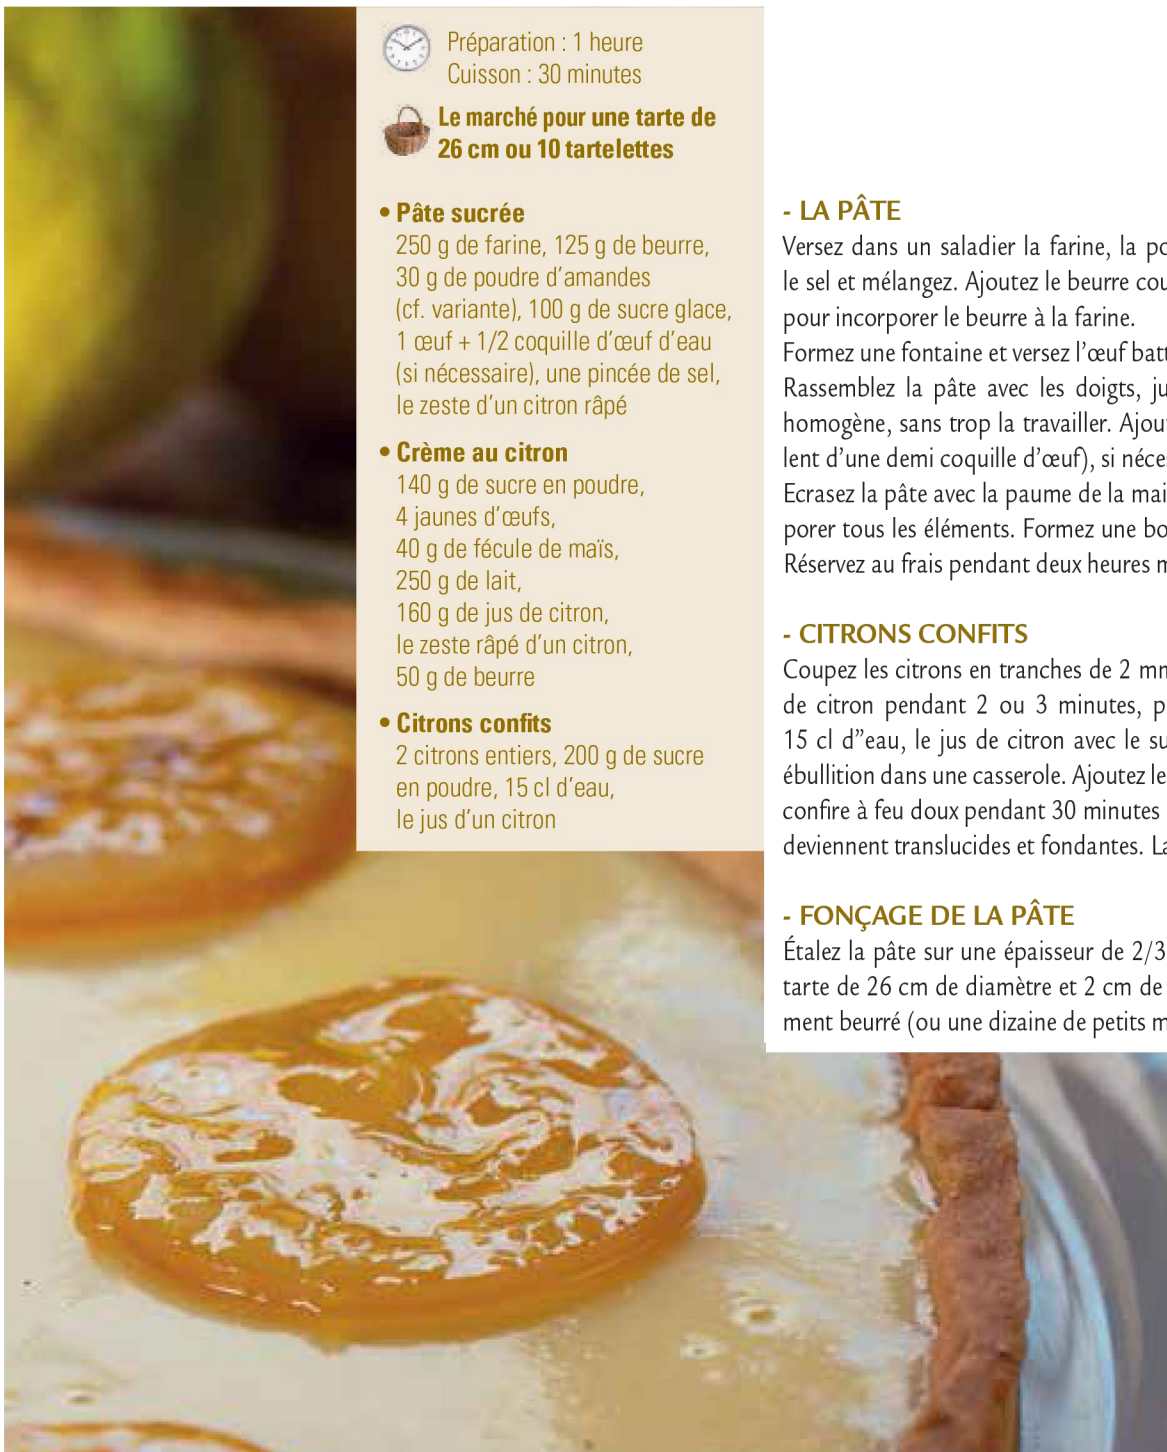 Préparation : 1 heure
Cuisson : 30 minutes
Le marché pour une tarte de
26 cm ou 10 tartelettes
• Pâte sucrée
250 g de farine, 125 g de beurre,
30 g de poudre d’amandes
(cf. variante), 100 g de sucre glace,
1 œuf + 1/2 coquille d’œuf d’eau
(si nécessaire), une pincée de sel,
le zeste d’un citron râpé
• Crème au citron
140 g de sucre en poudre,
4 jaunes d’œufs,
40 g de fécule de maïs,
250 g de lait,
160 g de jus de citron,
le zeste râpé d’un citron,
50 g de beurre
• Citrons confits
2 citrons entiers, 200 g de sucre
en poudre, 15 cl d’eau,
le jus d’un citron
- LA PÂTE
Versez dans un saladier la farine, la
le sel et mélangez. Ajoutez le beurre
pour incorporer le beurre à la farine.
Formez une fontaine et versez l’œuf
Rassemblez la pâte avec les doigts,
homogène, sans trop la travailler.
lent d’une demi coquille d’œuf), si
Ecrasez la pâte avec la paume de la
porer tous les éléments. Formez une
Réservez au frais pendant deux heures
- CITRONS CONFITS
Coupez les citrons en tranches de 2 mm
de citron pendant 2 ou 3 minutes,
15 cl d’’eau, le jus de citron avec le
ébullition dans une casserole. Ajoutez
confire à feu doux pendant 30 minutes
deviennent translucides et fondantes.
- FONÇAGE DE LA PÂTE
Étalez la pâte sur une épaisseur de 2/3
tarte de 26 cm de diamètre et 2 cm de
ment beurré (ou une dizaine de petits